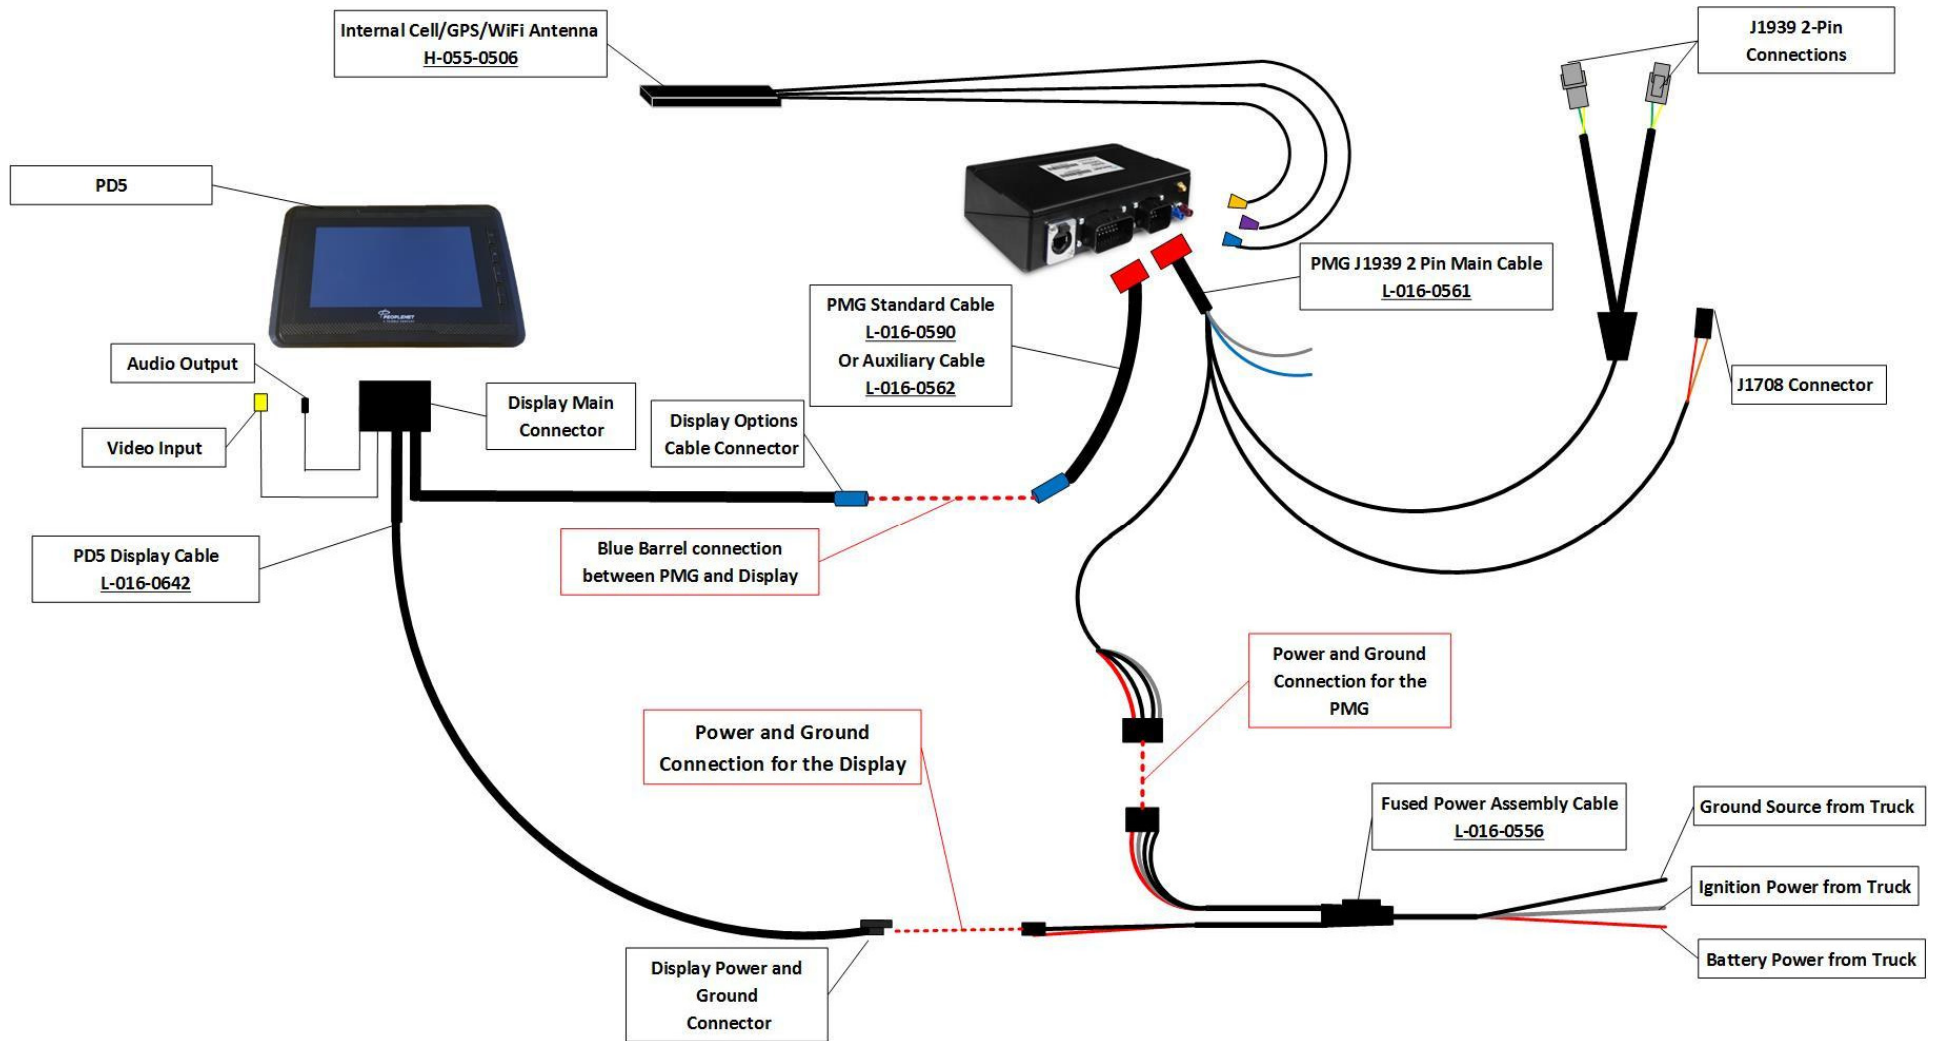 Internal Cell/GPS/WiFi Antenna
H-055-0506
J1939 2-Pin
Connections
PD5
PEOPLENET
PMG J1939 2 Pin Main Cable
L-016-0561
PMG Standard Cable
L-016-0590
Or Auxiliary Cable
L-016-0562
Audio Output
J1708 Connector
Display Main
Connector
Display Options
Cable Connector
Video Input
PD5 Display Cable
L-016-0642
Blue Barrel connection
between PMG and Display
Power and Ground
Connection for the
PMG
Power and Ground
Connection for the Display
Fused Power Assembly Cable
L-016-0556
Ground Source from Truck
Ignition Power from Truck
Battery Power from Truck
Display Power and
Ground
Connector